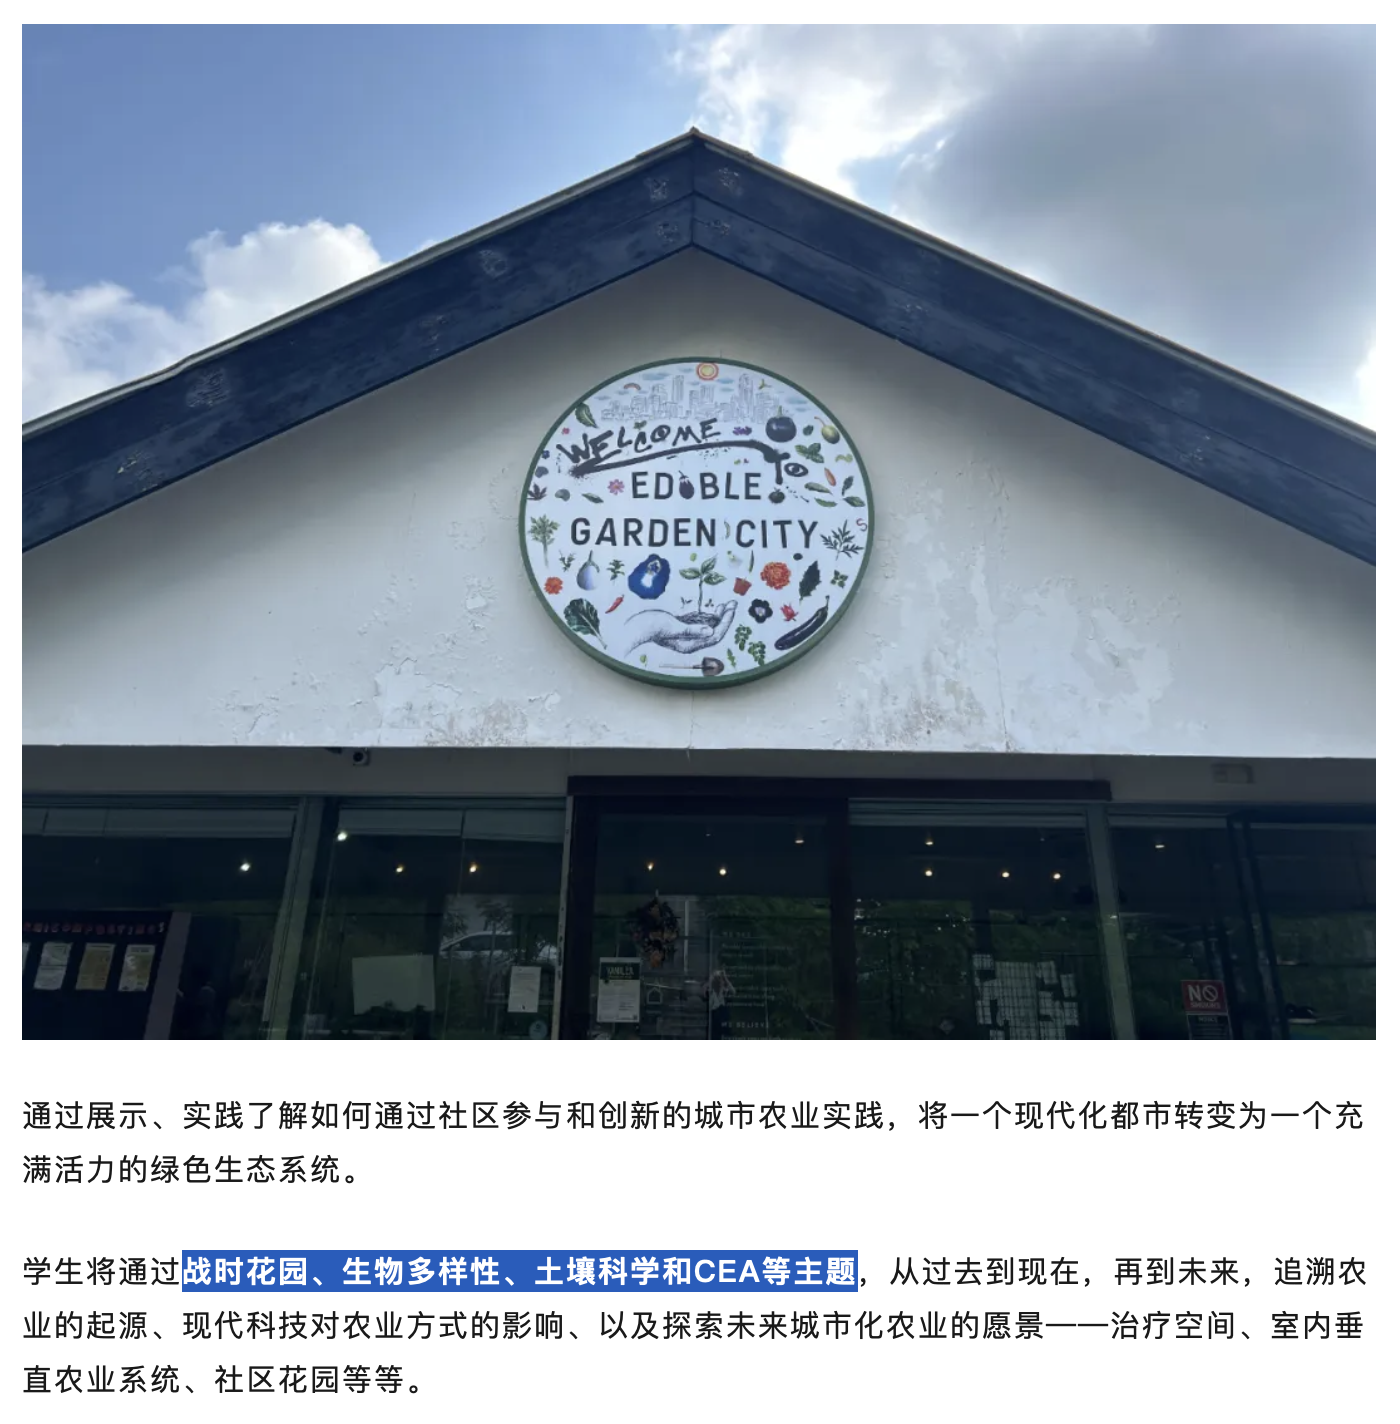 WELCOME
TO
EDIBLE
GARDEN CITY
NO
通过展示、实践了解如何通过社区参与和创新的城市农业实践，将一个现代化都市转变为一个充
满活力的绿色生态系统。
学生将通过战时花园、生物多样性、土壤科学和CEA等主题，从过去到现在，再到未来，追溯农
业的起源、现代科技对农业方式的影响、以及探索未来城市化农业的愿景——治疗空间、室内垂
直农业系统、社区花园等等。